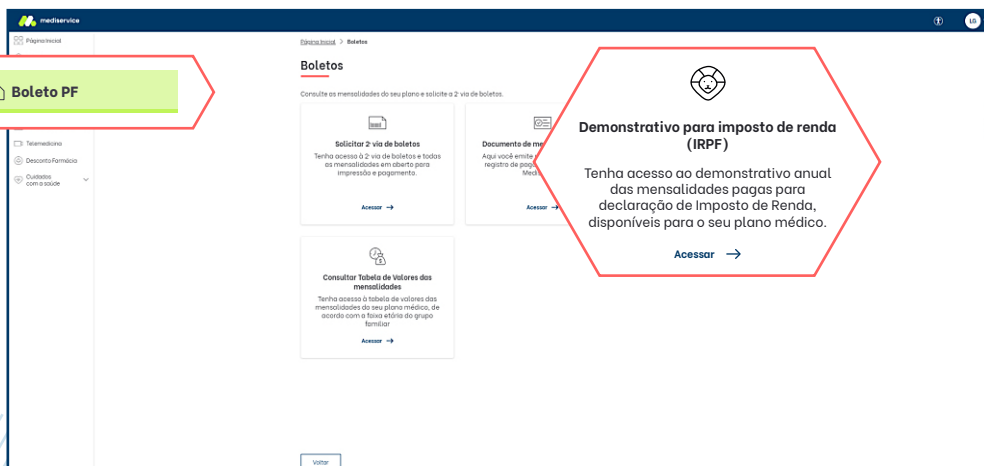 mediservice
LG
Página Inicial
Boleto PF
Telemedicina
Desconto Farmácia
Cuidados
com a saúde
Página Inicial > Boletos
Boletos
Consulte as mensalidades do seu plano e solicite a 2ª via de boletos.
Solicitar 2ª via de boletos
Tenha acesso à 2ª via de boletos e todas
as mensalidades em aberto para
impressão e pagamento.
Acessar →
Documento de
Aqui você emite
registro de
Acessar →
Demonstrativo para imposto de renda
(IRPF)
Tenha acesso ao demonstrativo anual
das mensalidades pagas para
declaração de Imposto de Renda,
disponíveis para o seu plano médico.
Acessar →
Consultar Tabela de Valores das
mensalidades
Tenha acesso à tabela de valores das
mensalidades do seu plano médico, de
acordo com a faixa etária do grupo
familiar
Acessar →
Voltar